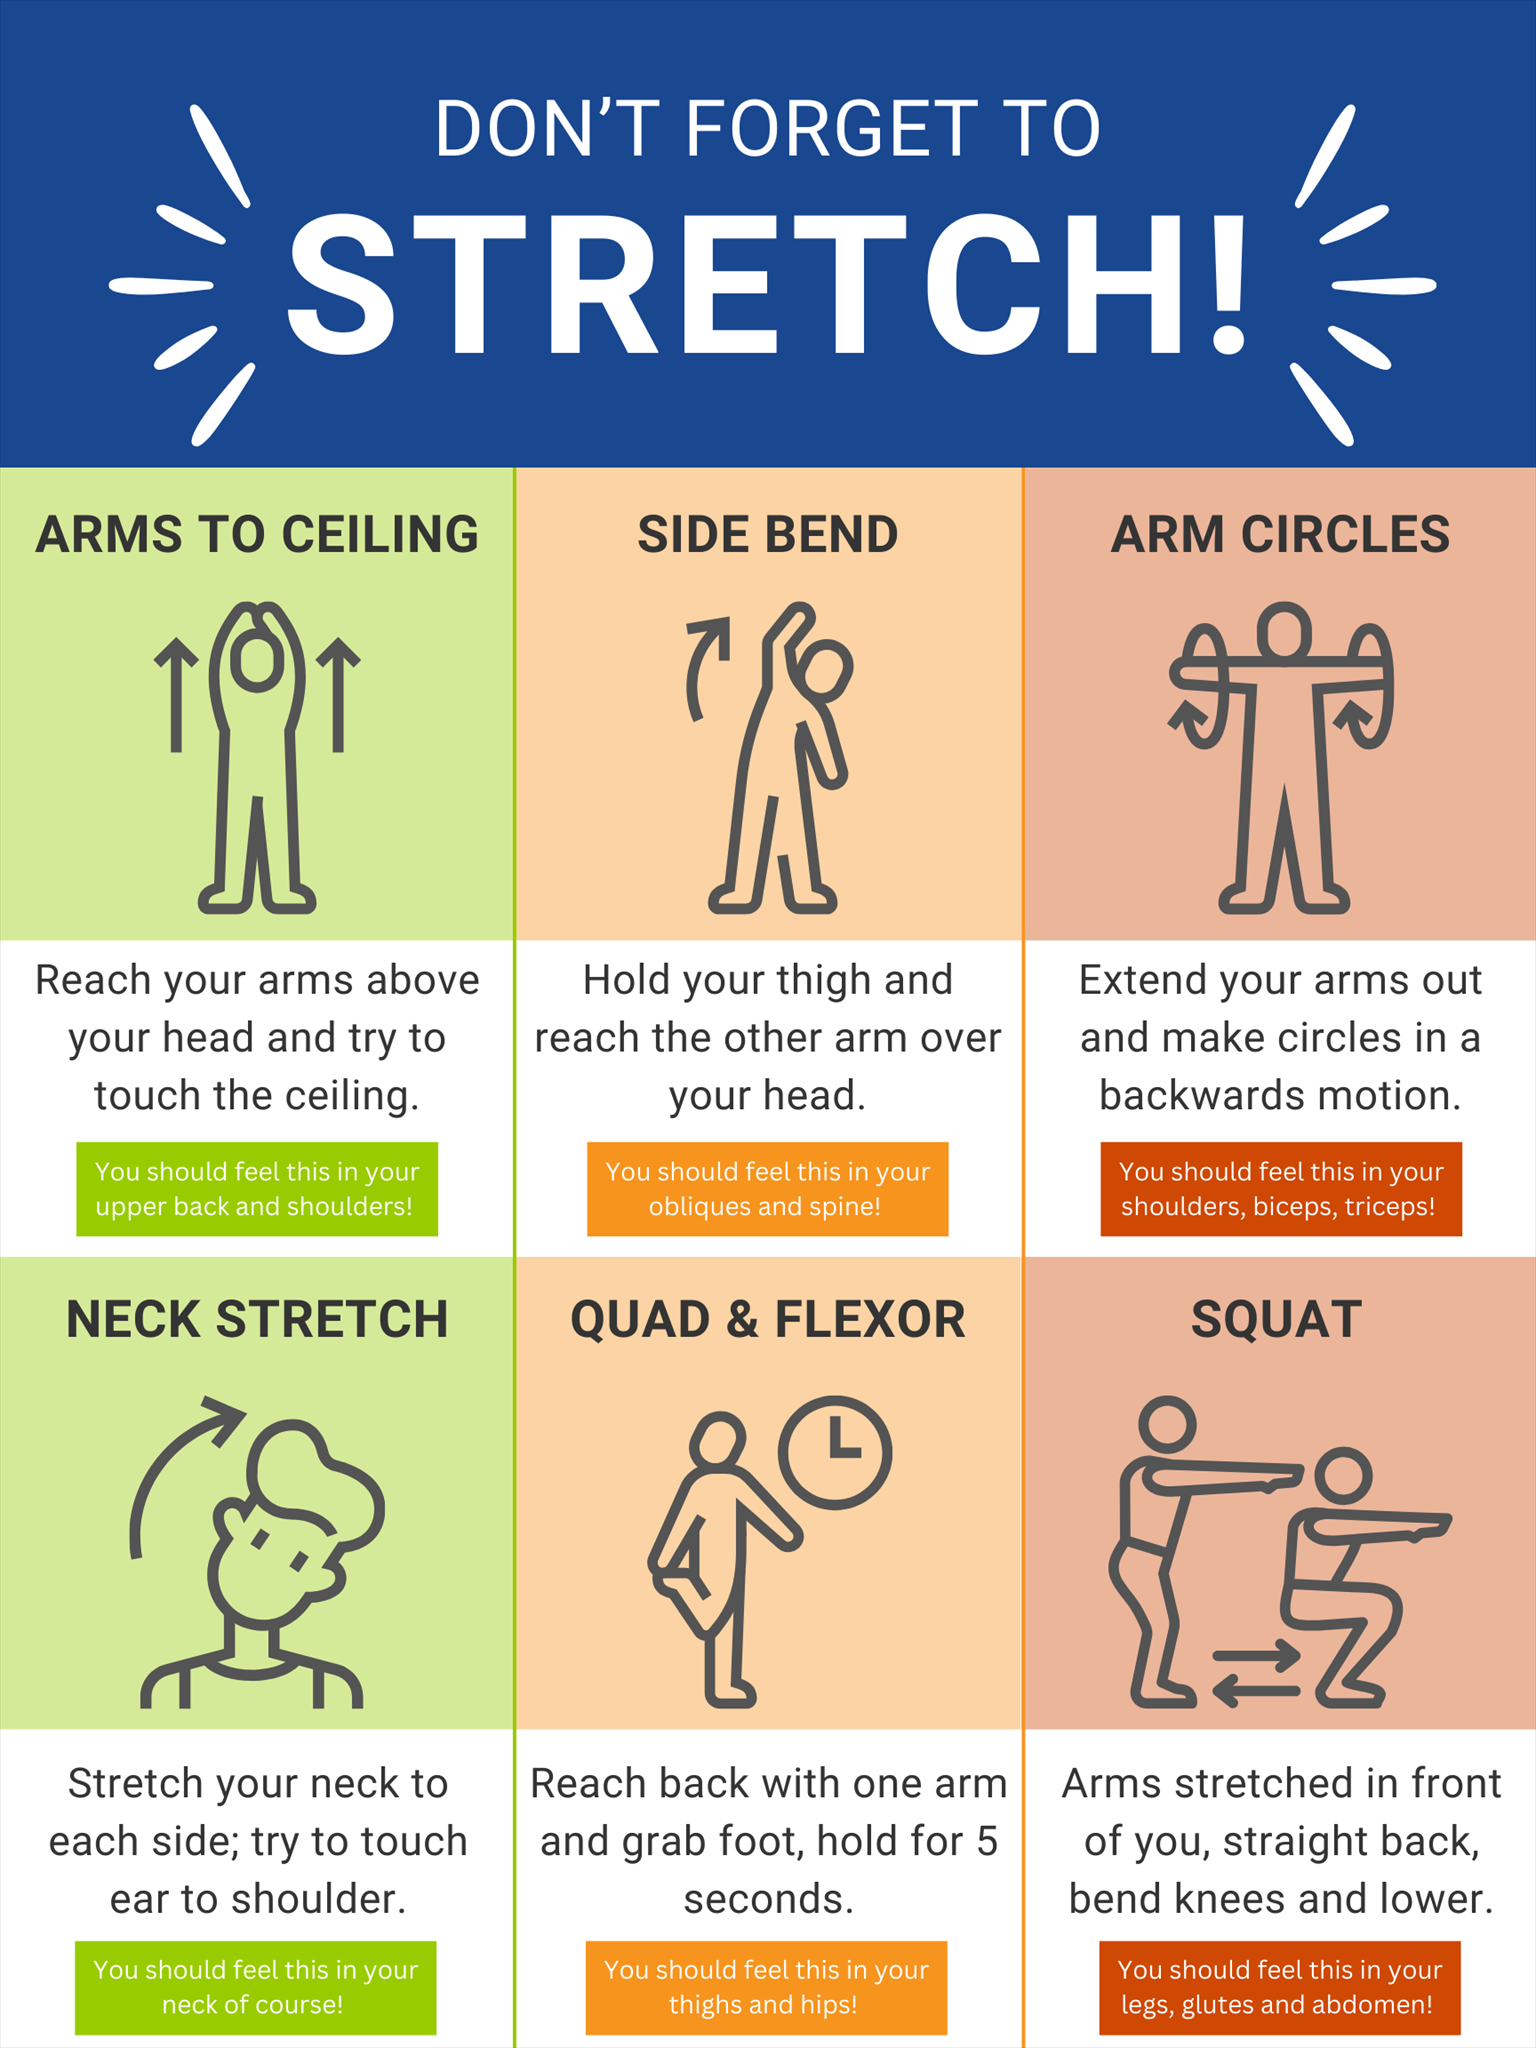 DON'T FORGET TO
STRETCH!
ARMS TO CEILING
Reach your arms above
your head and try to
touch the ceiling.
You should feel this in your
upper back and shoulders!
SIDE BEND
Hold your thigh and
reach the other arm over
your head.
You should feel this in your
obliques and spine!
ARM CIRCLES
Extend your arms out
and make circles in a
backwards motion.
You should feel this in your
shoulders, biceps, triceps!
NECK STRETCH
Stretch your neck to
each side; try to touch
ear to shoulder.
You should feel this in your
neck of course!
QUAD & FLEXOR
Reach back with one arm
and grab foot, hold for 5
seconds.
You should feel this in your
thighs and hips!
SQUAT
Arms stretched in front
of you, straight back,
bend knees and lower.
You should feel this in your
legs, glutes and abdomen!